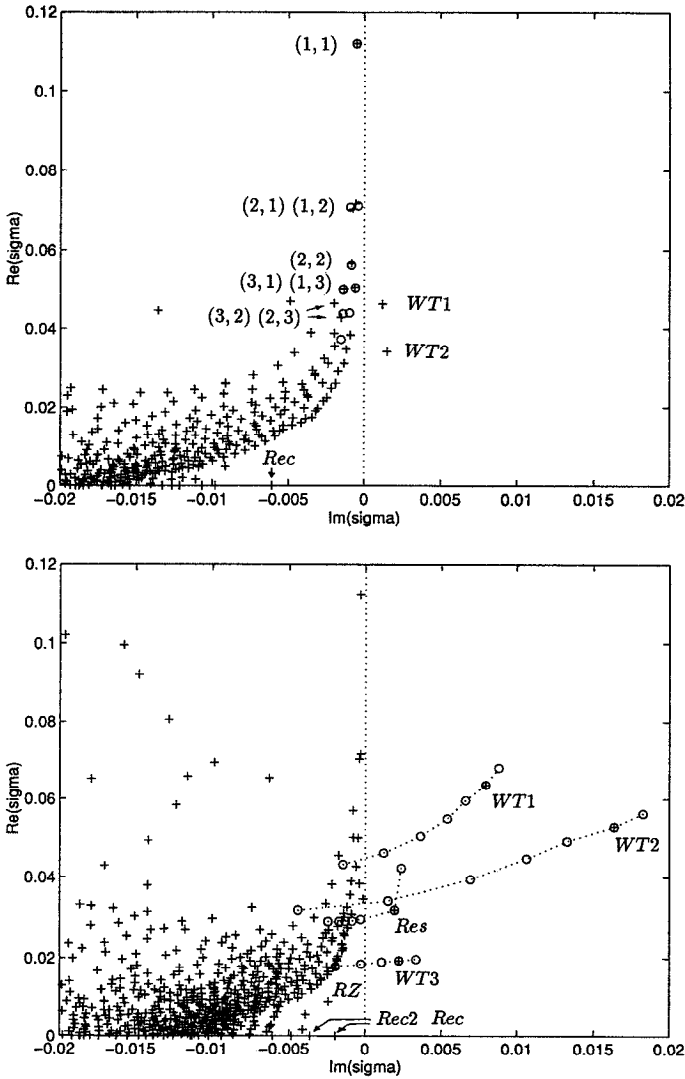 0.12
(1, 1)
0.1
0.08
(2, 1) (1, 2)
Re(sigma)
0.06
(2, 2)
(3, 1) (1, 3)
WT1
0.04
(3, 2) (2, 3)
WT2
0.02
Rec
0
−0.02 −0.015 −0.01 −0.005 0 0.005 0.01 0.015 0.02
Im(sigma)
0.12
0.1
0.08
Re(sigma)
0.06
WT1
WT2
0.04
Res
0.02
WT3
RZ
Rec2 Rec
0
−0.02 −0.015 −0.01 −0.005 0 0.005 0.01 0.015 0.02
Im(sigma)